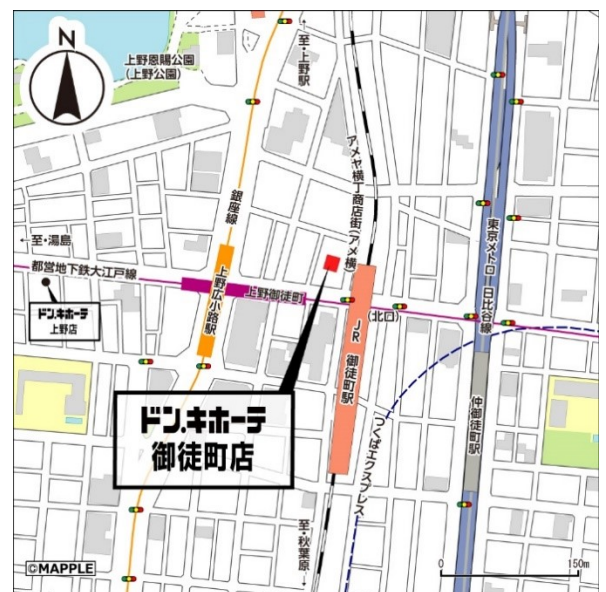 N
上野恩賜公園
(上野公園)
←至・上野駅
アメヤ横丁商店街(アメ横)
銀座線
←至・湯島
都営地下鉄大江戸線
ドン.キホーテ
上野店
上野広小路駅
上野御徒町
(北口)
JR 御徒町駅
東京メトロ日比谷線
仲御徒町駅
つくばエクスプレス
ドン.キホーテ
御徒町店
至・秋葉原→
©MAPPLE
0
150m